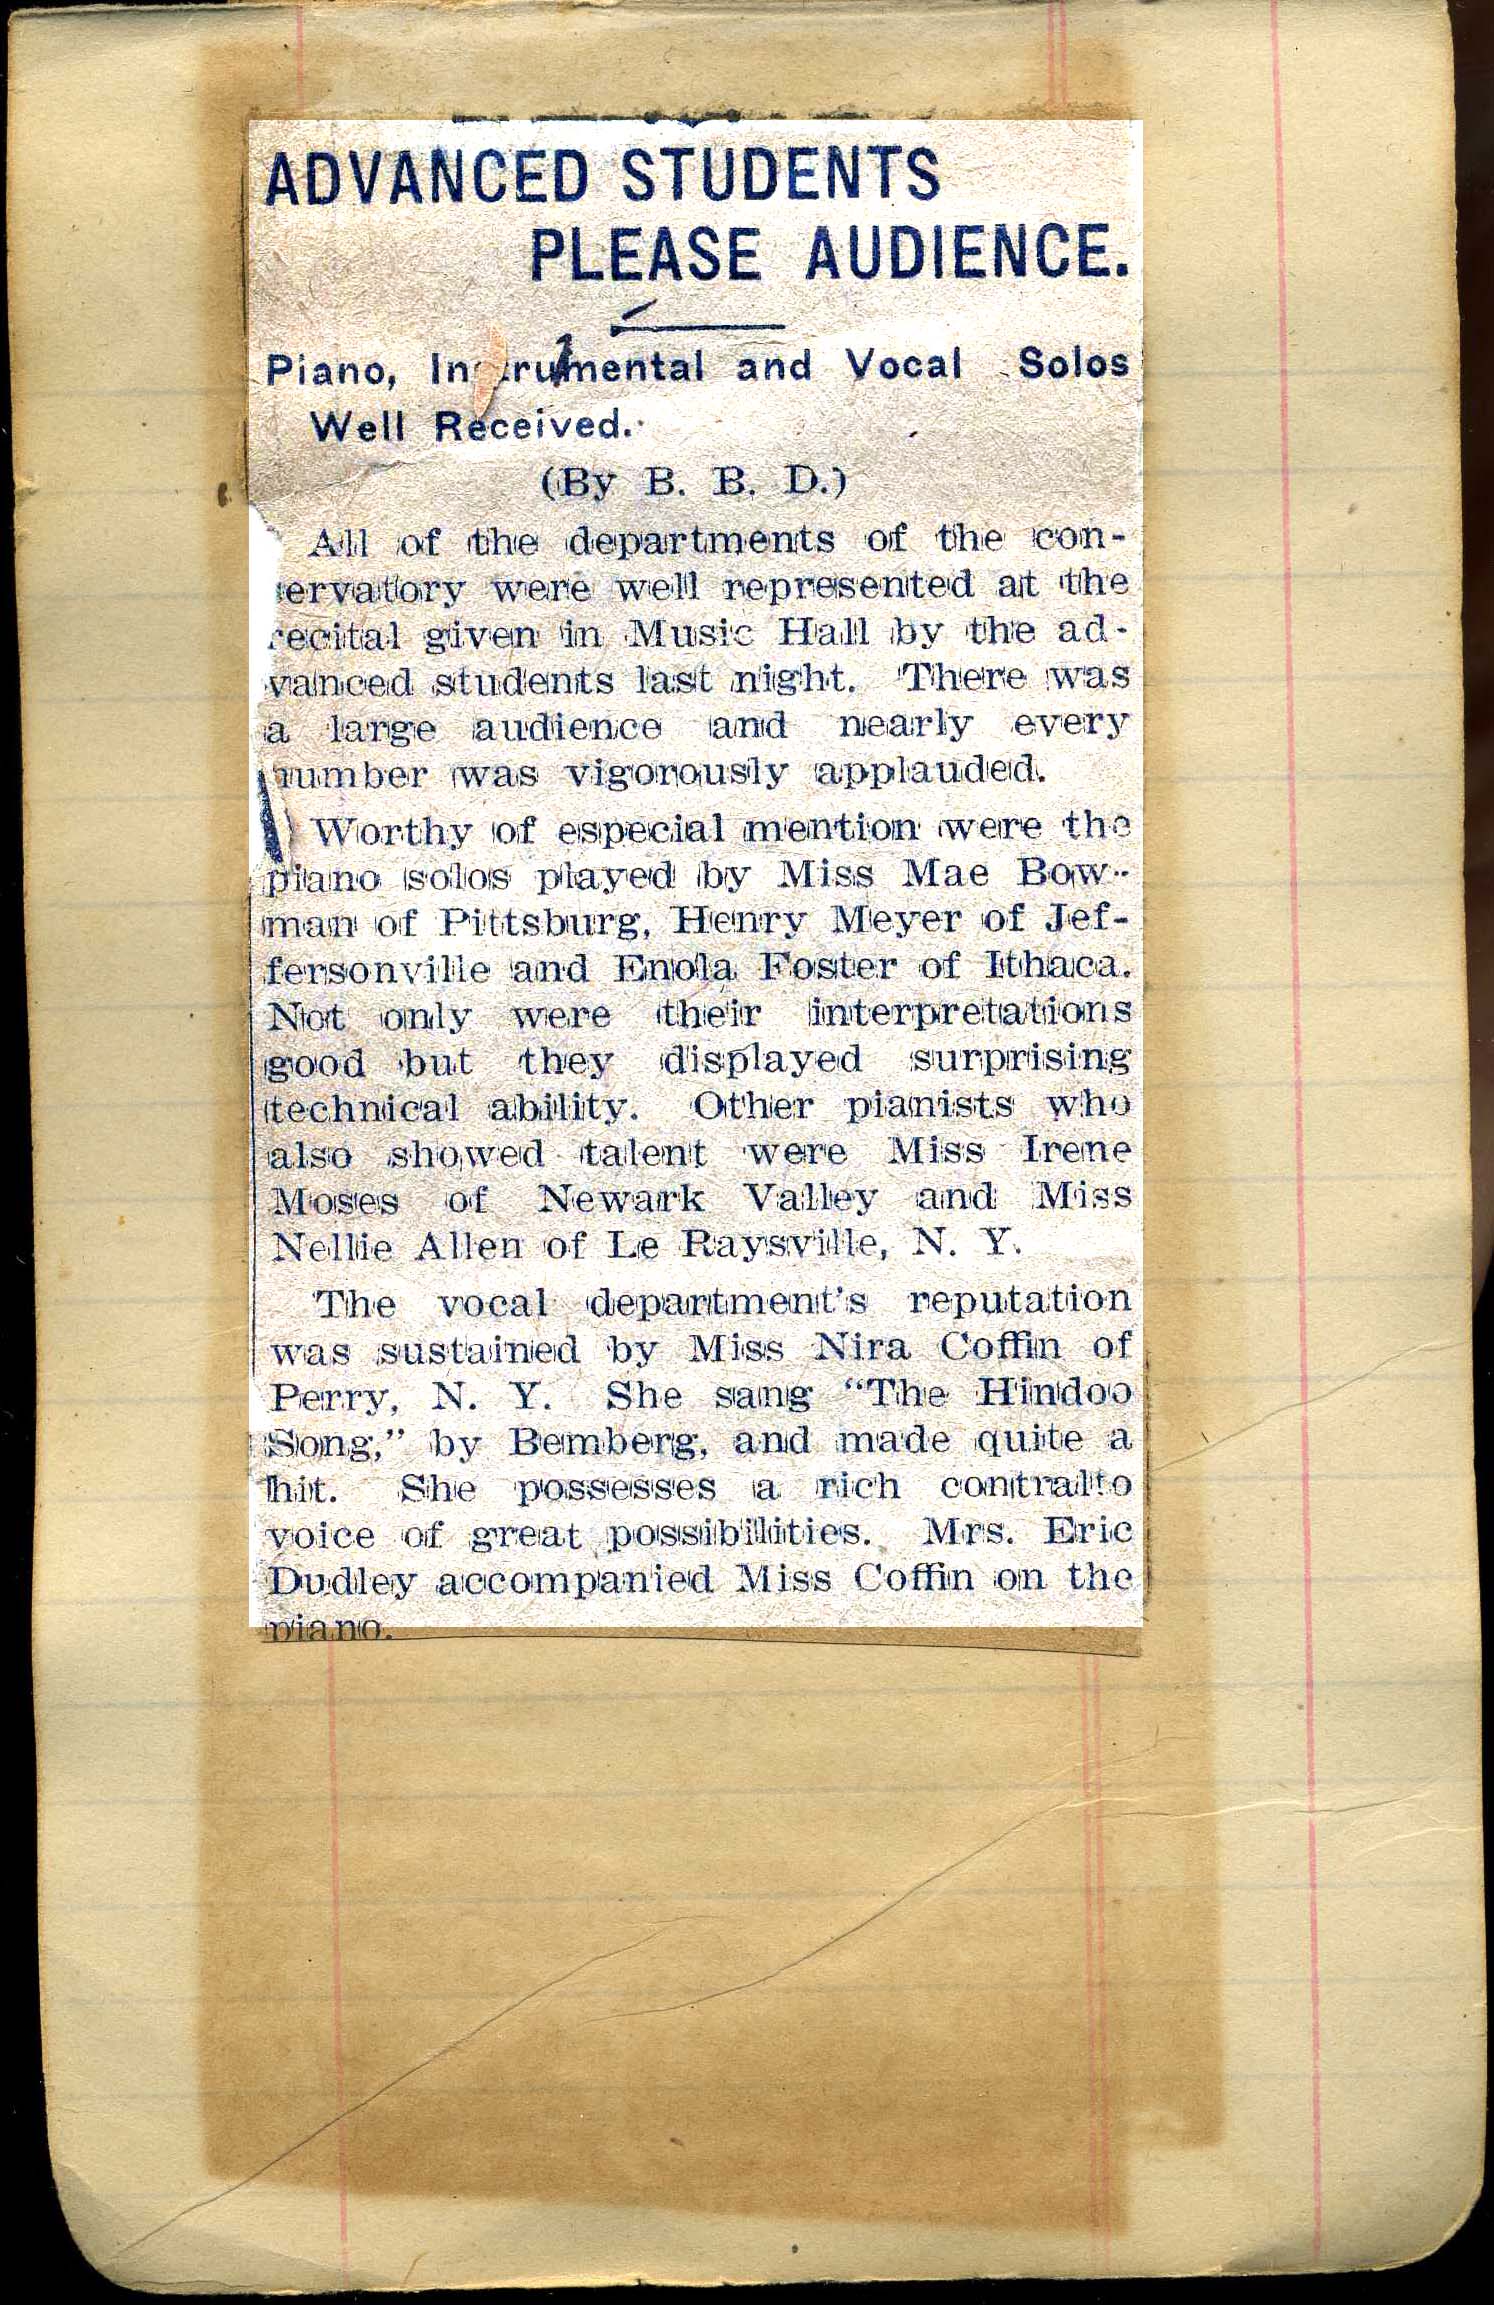 ADVANCED STUDENTS
PLEASE AUDIENCE.
Piano, Instrumental and Vocal Solos
Well Received.
(By B. B. D.)
All of the departments of the con-
servatory were well represented at the
recital given in Music Hall by the ad-
vanced students last night. There was
a large audience and nearly every
number was vigorously applauded.
Worthy of especial mention were the
piano solos played by Miss Mae Bow-
man of Pittsburg, Henry Meyer of Jef-
fersonville and Enola Foster of Ithaca.
Not only were their interpretations
good but they displayed surprising
technical ability. Other pianists who
also showed talent were Miss Irene
Moses of Newark Valley and Miss
Nellie Allen of Le Raysville, N. Y.
The vocal department's reputation
was sustained by Miss Nira Coffin of
Perry, N. Y. She sang “The Hindoo
Song,” by Bemberg, and made quite a
hit. She possesses a rich contralto
voice of great possibilities. Mrs. Eric
Dudley accompanied Miss Coffin on the
piano.